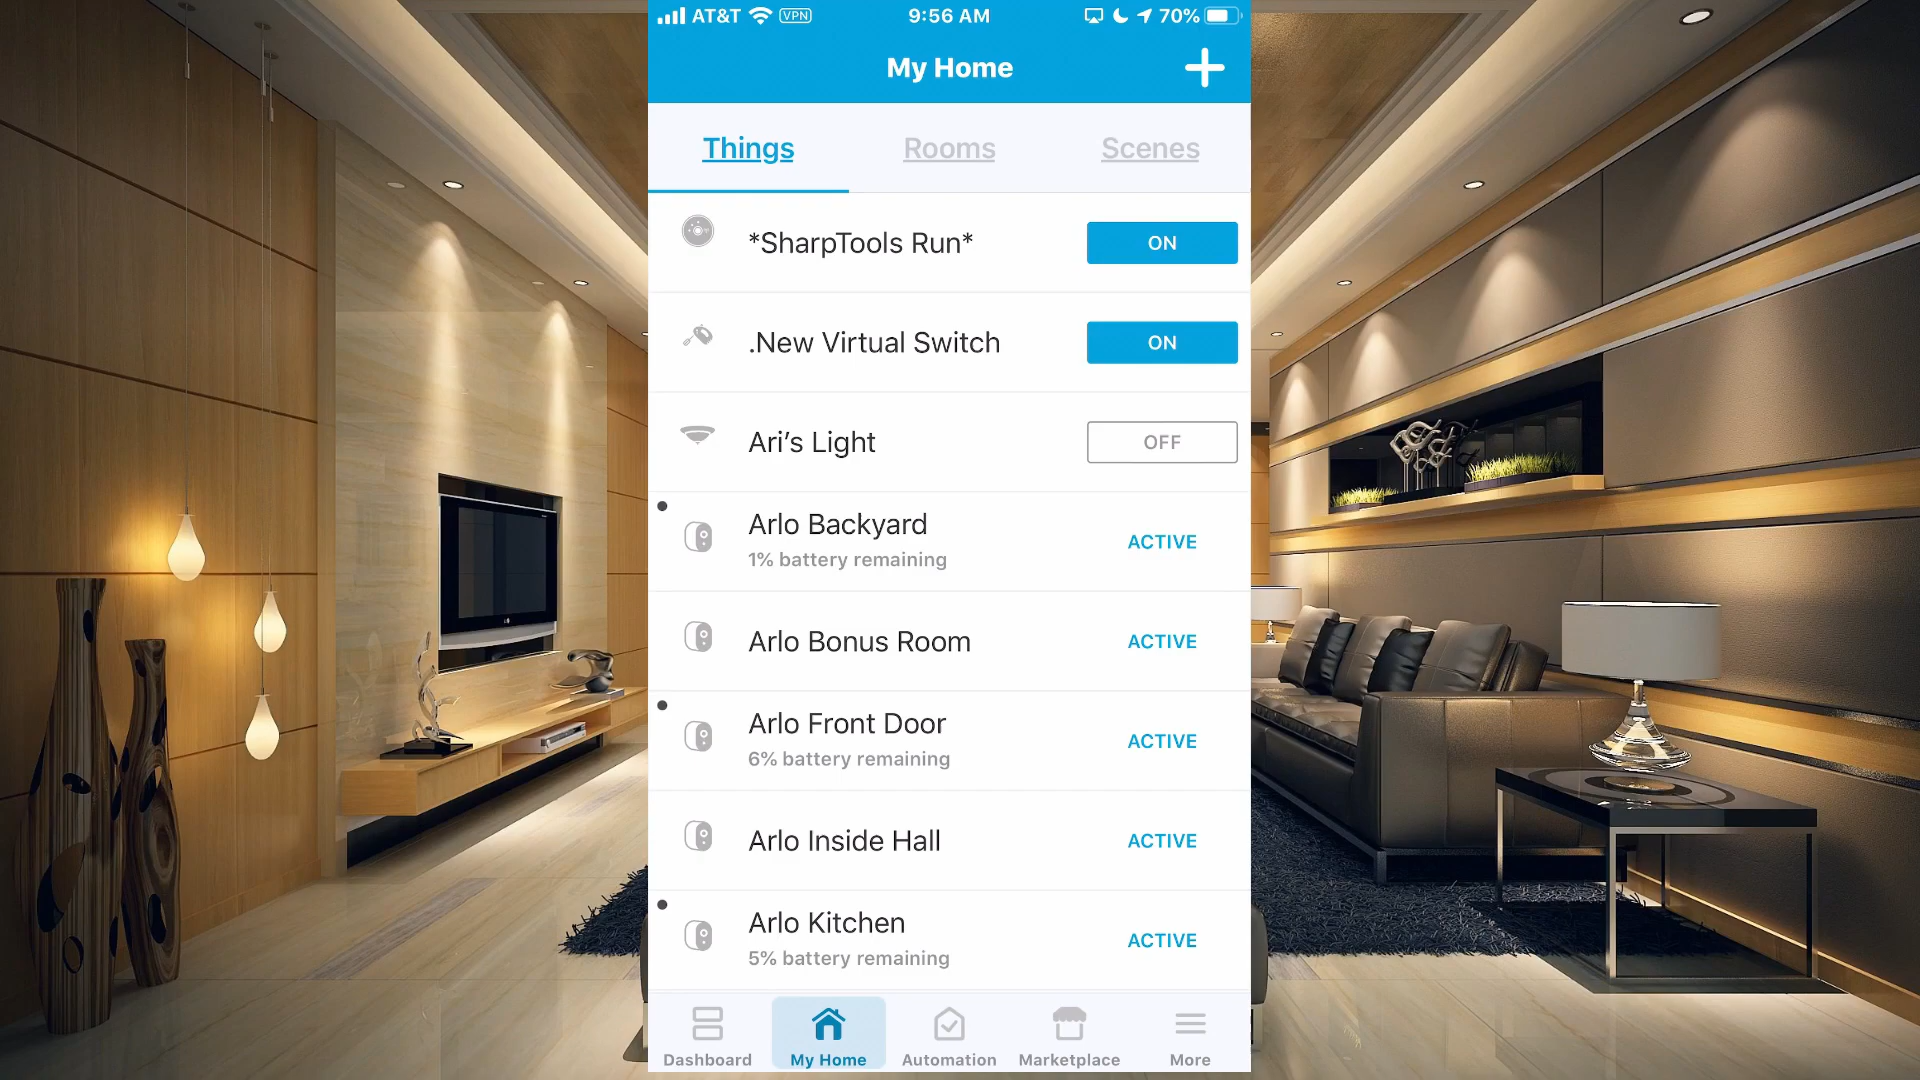 AT&T VPN 9:56 AM 70%
My Home
Things Rooms Scenes
*SharpTools Run* ON
.New Virtual Switch ON
Ari’s Light OFF
Arlo Backyard
1% battery remaining
ACTIVE
Arlo Bonus Room ACTIVE
Arlo Front Door
6% battery remaining
ACTIVE
Arlo Inside Hall ACTIVE
Arlo Kitchen
5% battery remaining
ACTIVE
Dashboard My Home Automation Marketplace More